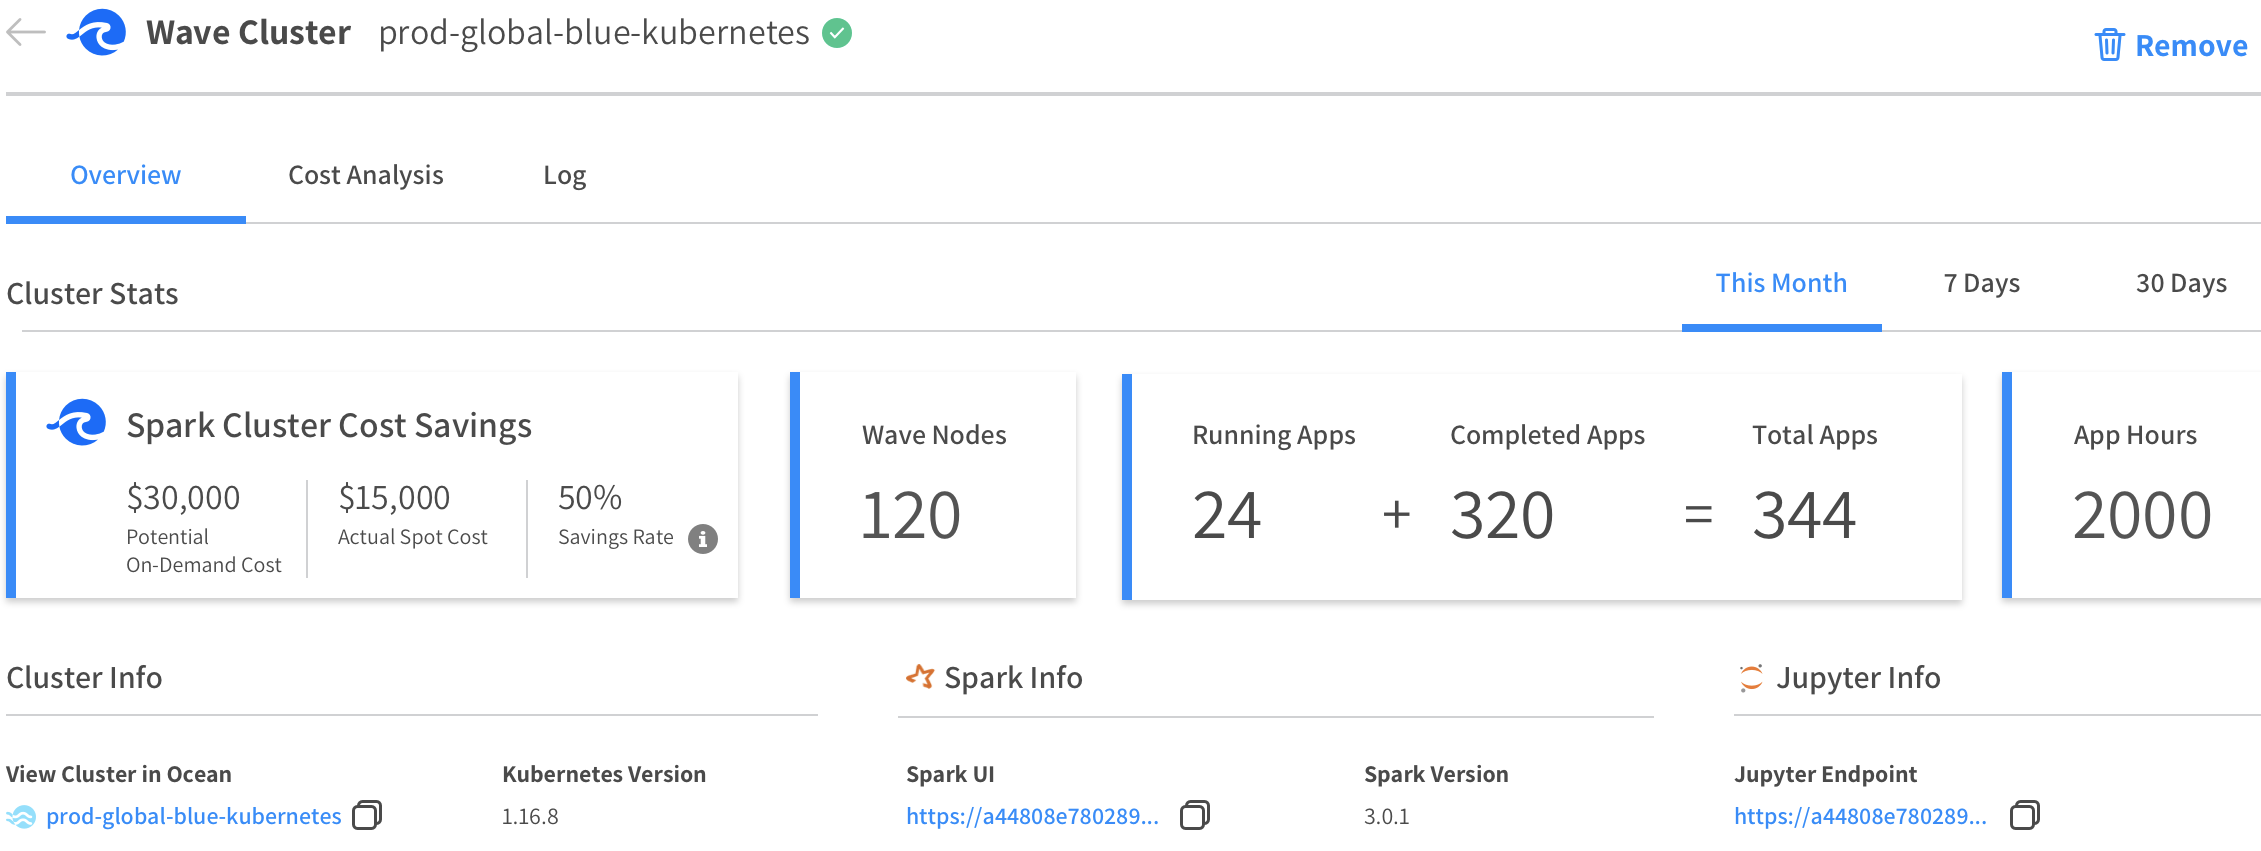 Wave Cluster prod-global-blue-kubernetes
Remove
Overview Cost Analysis Log
Cluster Stats
This Month 7 Days 30 Days
Spark Cluster Cost Savings
$30,000
Potential
On-Demand Cost
$15,000
Actual Spot Cost
50%
Savings Rate
Wave Nodes
120
Running Apps Completed Apps Total Apps
24 + 320 = 344
App Hours
2000
Cluster Info
View Cluster in Ocean Kubernetes Version
prod-global-blue-kubernetes 1.16.8
Spark Info
Spark UI Spark Version
https://a44808e780289... 3.0.1
Jupyter Info
Jupyter Endpoint
https://a44808e780289...